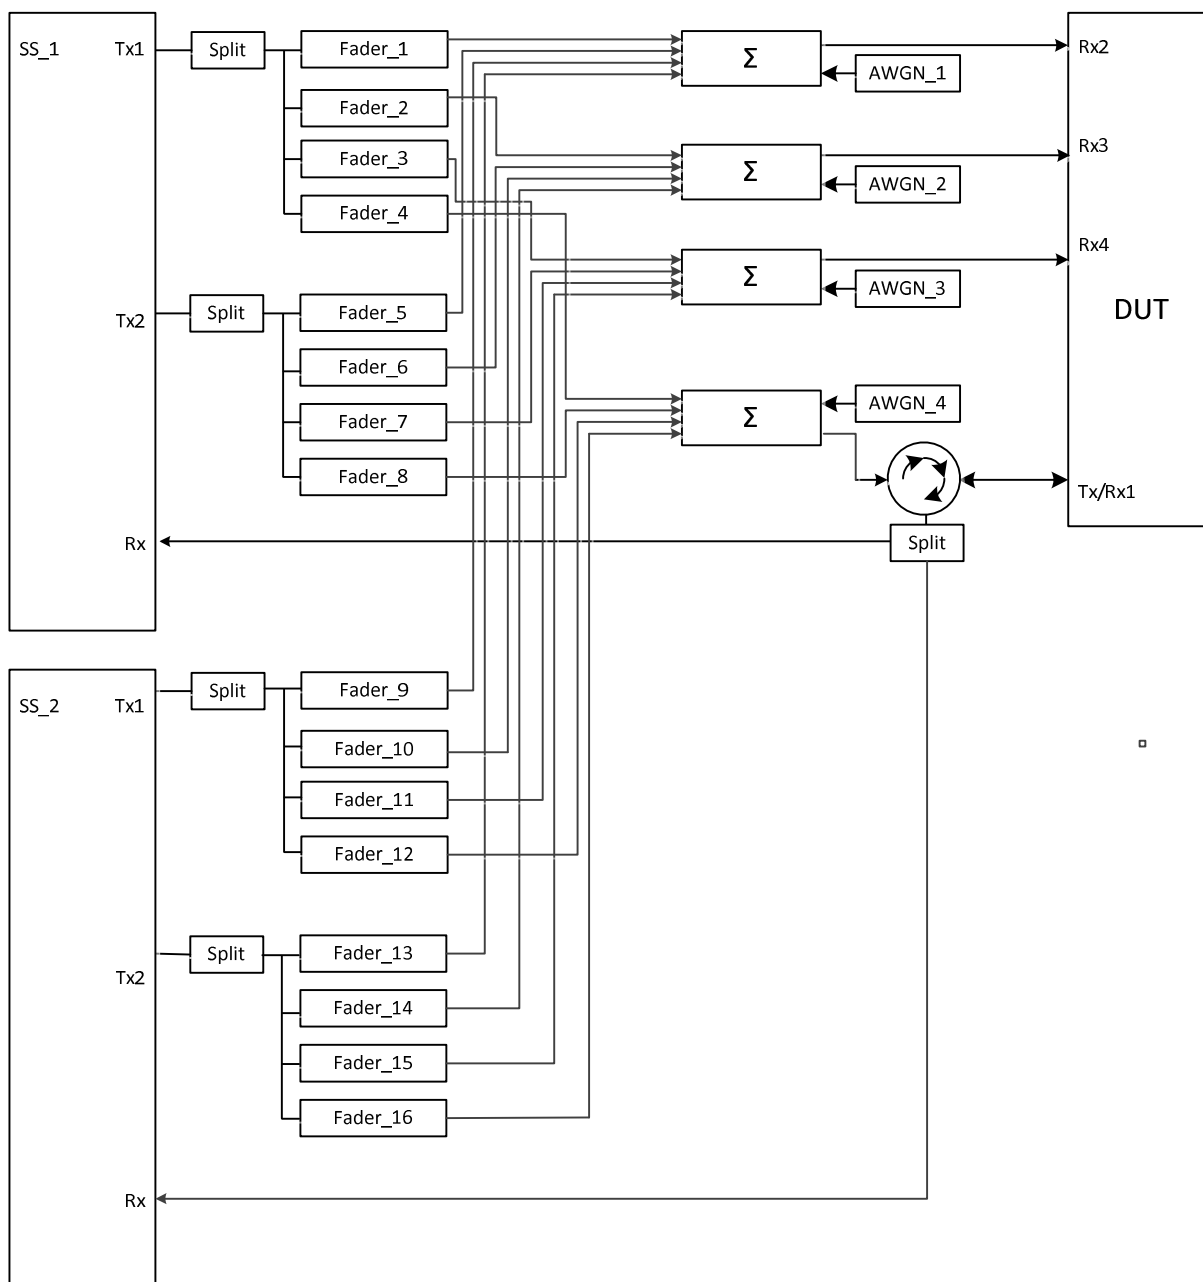 SS_1
Tx1
Split
Fader_1
Σ
Rx2
AWGN_1
Fader_2
Fader_3
Σ
Rx3
AWGN_2
Fader_4
Σ
Rx4
AWGN_3
Tx2
Split
Fader_5
DUT
Fader_6
Fader_7
Σ
AWGN_4
Fader_8
Tx/Rx1
Rx
Split
SS_2
Tx1
Split
Fader_9
Fader_10
Fader_11
Fader_12
Tx2
Split
Fader_13
Fader_14
Fader_15
Fader_16
Rx